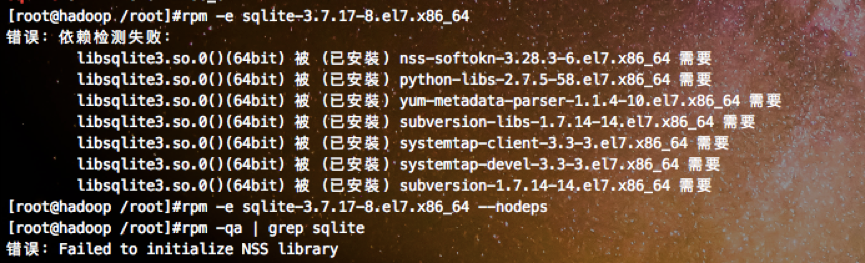 [root@hadoop /root]#rpm -e sqlite-3.7.17-8.el7.x86_64
错误：依赖检测失败：
libsqlite3.so.0()(64bit) 被 (已安裝) nss-softokn-3.28.3-6.el7.x86_64 需要
libsqlite3.so.0()(64bit) 被 (已安裝) python-libs-2.7.5-58.el7.x86_64 需要
libsqlite3.so.0()(64bit) 被 (已安裝) yum-metadata-parser-1.1.4-10.el7.x86_64 需要
libsqlite3.so.0()(64bit) 被 (已安裝) subversion-libs-1.7.14-14.el7.x86_64 需要
libsqlite3.so.0()(64bit) 被 (已安裝) systemtap-client-3.3-3.el7.x86_64 需要
libsqlite3.so.0()(64bit) 被 (已安裝) systemtap-devel-3.3-3.el7.x86_64 需要
libsqlite3.so.0()(64bit) 被 (已安裝) subversion-1.7.14-14.el7.x86_64 需要
[root@hadoop /root]#rpm -e sqlite-3.7.17-8.el7.x86_64 --nodeps
[root@hadoop /root]#rpm -qa | grep sqlite
错误：Failed to initialize NSS library